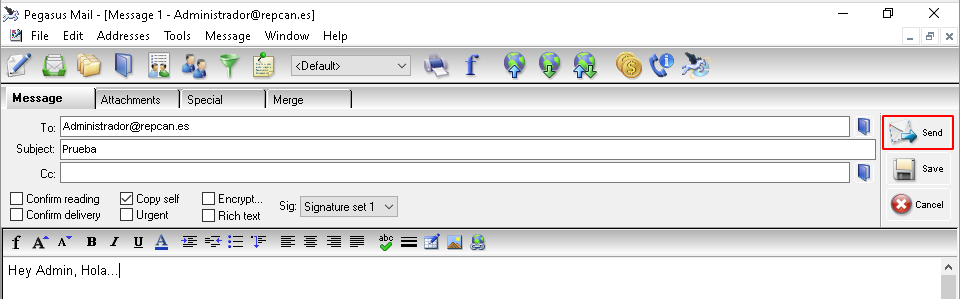 Pegasus Mail - [Message 1 - Administrador@repcan.es]
File Edit Addresses Tools Message Window Help
<Default> f
Message Attachments Special Merge
To: Administrador@repcan.es
Send
Subject: Prueba
Cc:
Save
Confirm reading Copy self Encrypt...
Sig: Signature set 1
Cancel
Confirm delivery Urgent Rich text
f A A B I U A abc
Hey Admin, Hola...